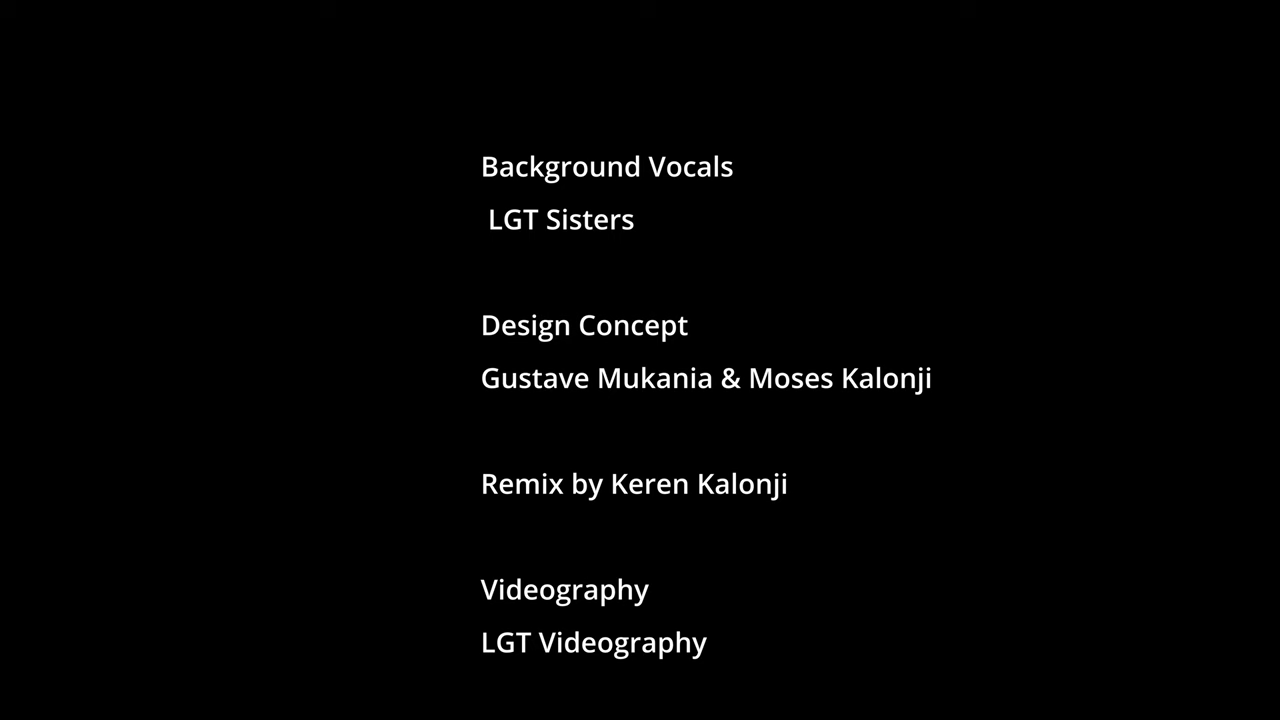 Background Vocals
LGT Sisters
Design Concept
Gustave Mukania & Moses Kalonji
Remix by Keren Kalonji
Videography
LGT Videography